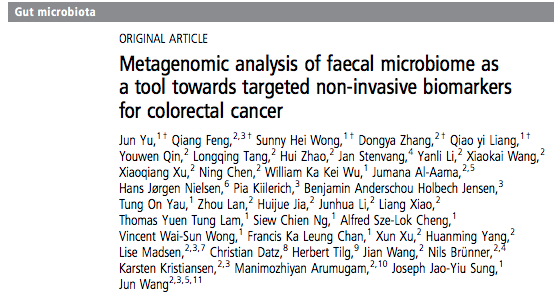 Gut microbiota
ORIGINAL ARTICLE
Metagenomic analysis of faecal microbiome as
a tool towards targeted non-invasive biomarkers
for colorectal cancer
Jun Yu,1† Qiang Feng,2,3† Sunny Hei Wong,1† Dongya Zhang,2† Qiao yi Liang,1†
Youwen Qin,2 Longqing Tang,2 Hui Zhao,2 Jan Stenvang,4 Yanli Li,2 Xiaokai Wang,2
Xiaoqiang Xu,2 Ning Chen,2 William Ka Kei Wu,1 Jumana Al-Aama,2,5
Hans Jørgen Nielsen,6 Pia Kiilerich,3 Benjamin Anderschou Holbech Jensen,3
Tung On Yau,1 Zhou Lan,2 Huijue Jia,2 Junhua Li,2 Liang Xiao,2
Thomas Yuen Tung Lam,1 Siew Chien Ng,1 Alfred Sze-Lok Cheng,1
Vincent Wai-Sun Wong,1 Francis Ka Leung Chan,1 Xun Xu,2 Huanming Yang,2
Lise Madsen,2,3,7 Christian Datz,8 Herbert Tilg,9 Jian Wang,2 Nils Brünner,2,4
Karsten Kristiansen,2,3 Manimozhiyan Arumugam,2,10 Joseph Jao-Yiu Sung,1
Jun Wang2,3,5,11